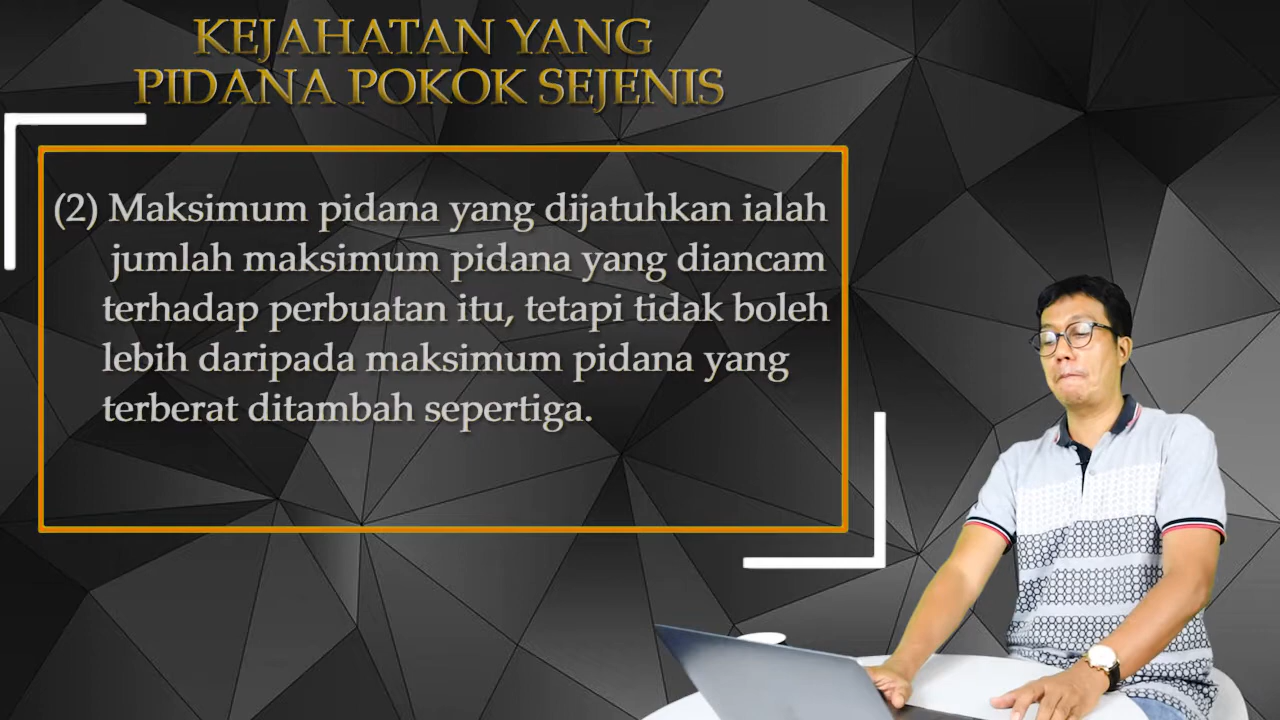 KEJAHATAN YANG
PIDANA POKOK SEJENIS
(2) Maksimum pidana yang dijatuhkan ialah
jumlah maksimum pidana yang diancam
terhadap perbuatan itu, tetapi tidak boleh
lebih daripada maksimum pidana yang
terberat ditambah sepertiga.